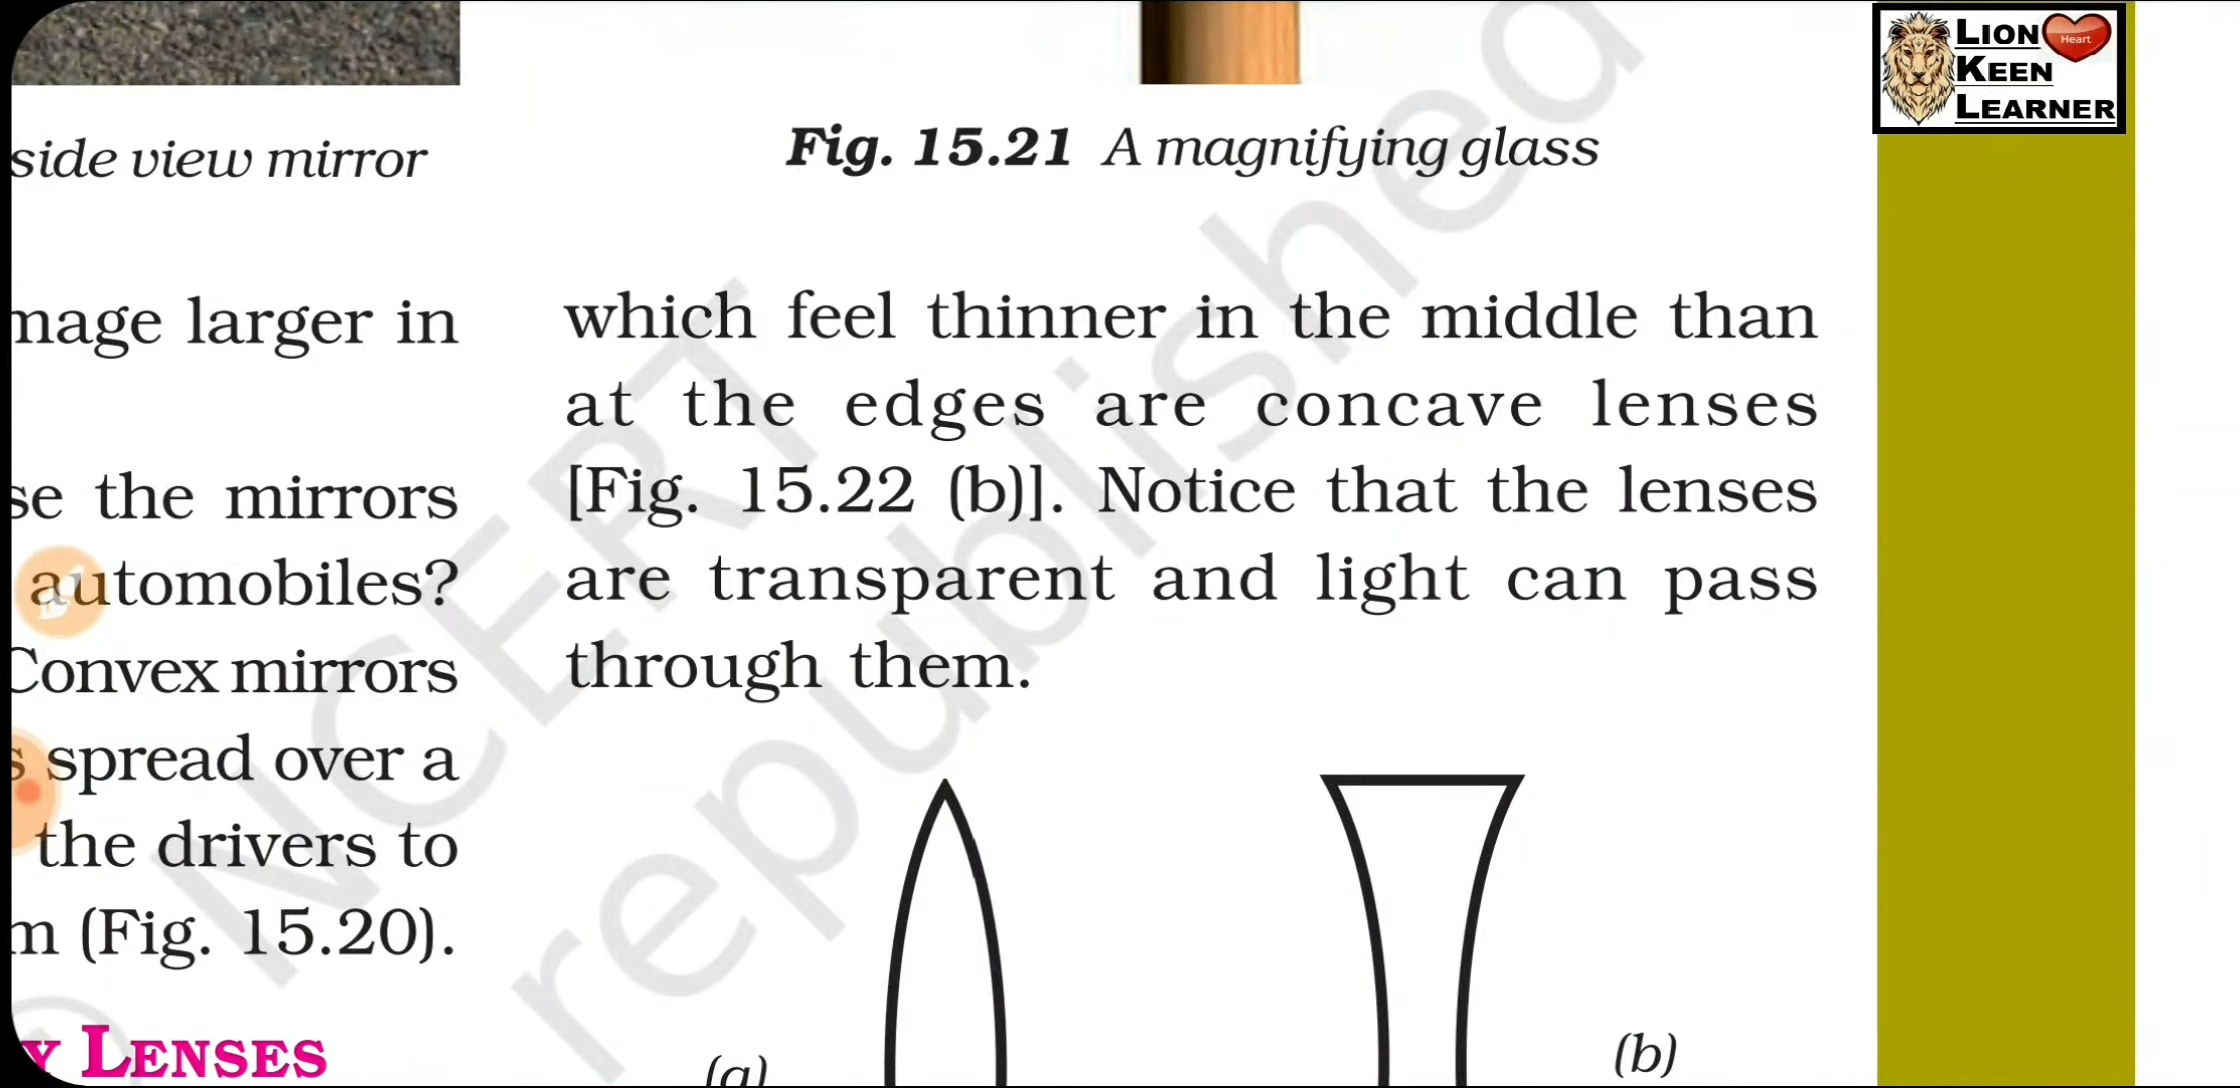 side view mirror
mage larger in
se the mirrors
automobiles?
Convex mirrors
s spread over a
the drivers to
m (Fig. 15.20).
Y LENSES
Fig. 15.21 A magnifying glass
which feel thinner in the middle than
at the edges are concave lenses
[Fig. 15.22 (b)]. Notice that the lenses
are transparent and light can pass
through them.
(a)
(b)
NCERT
republished
LION Heart
KEEN
LEARNER